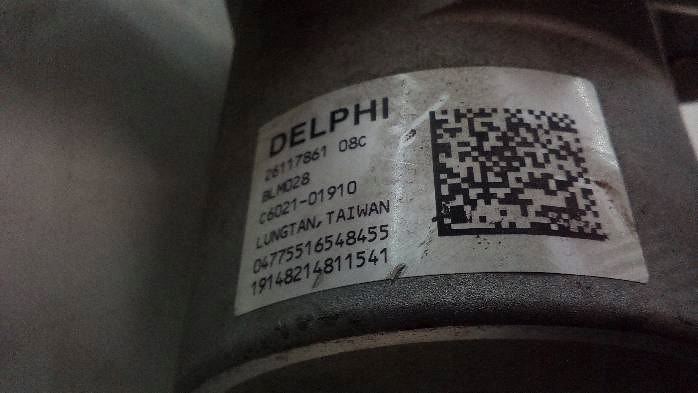 DELPHI
26117861 08C
BLM028
C6021-01910
LUNGTAN, TAIWAN
04775516548455
19148214811541